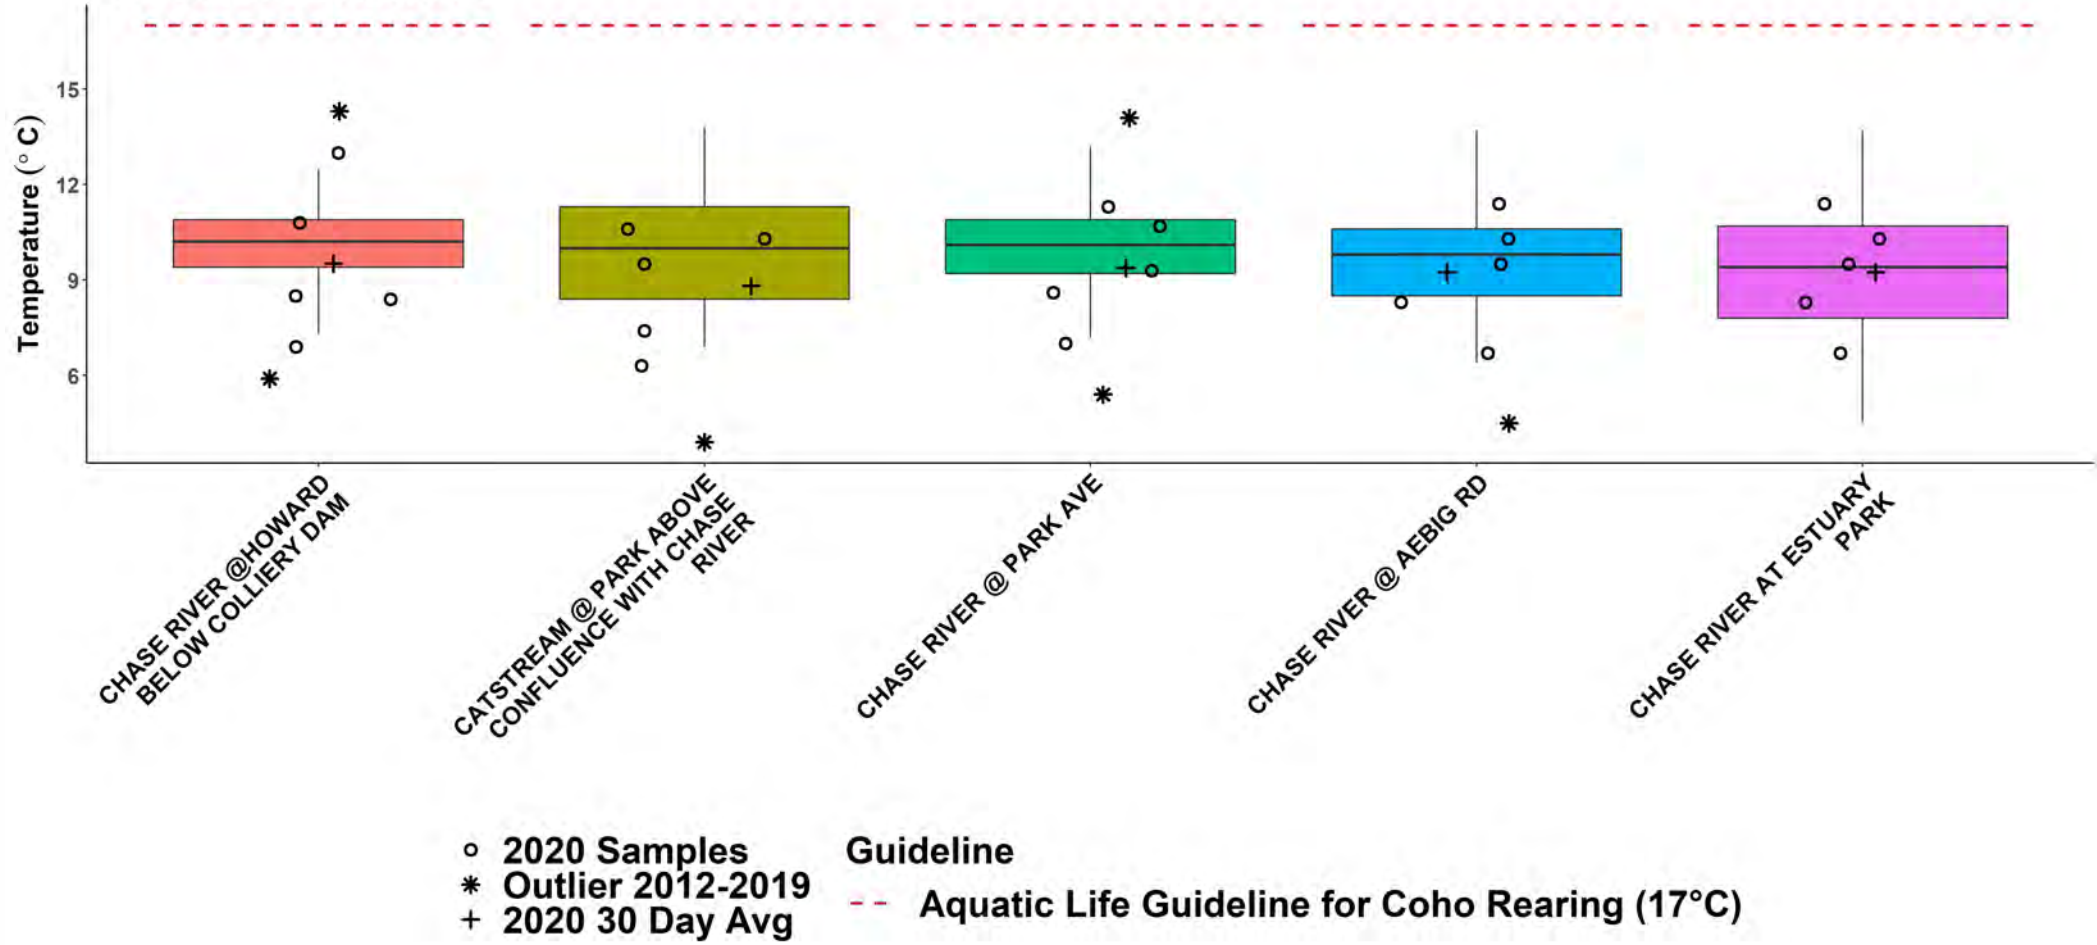 Temperature (° C)
15
12
9
6
CHASE RIVER @HOWARD
BELOW COLLIERY DAM
CATSTREAM @ PARK ABOVE
CONFLUENCE WITH CHASE
RIVER
CHASE RIVER @ PARK AVE
CHASE RIVER @ AEBIG RD
CHASE RIVER AT ESTUARY
PARK
2020 Samples
Outlier 2012-2019
2020 30 Day Avg
Guideline
Aquatic Life Guideline for Coho Rearing (17°C)